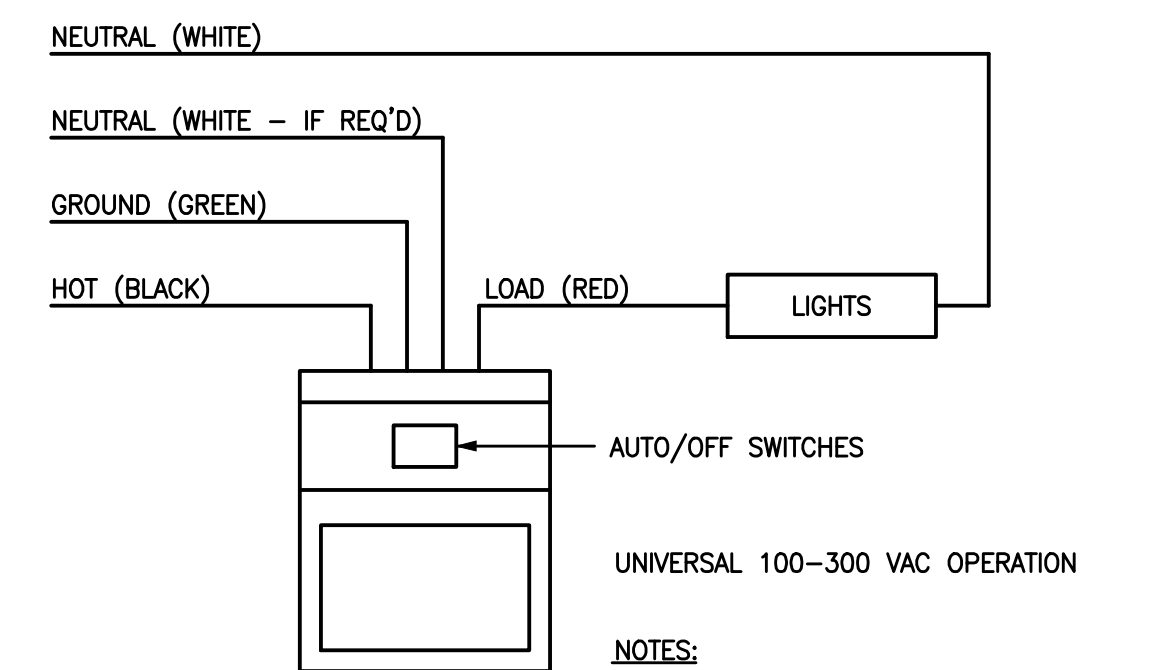 NEUTRAL (WHITE)
NEUTRAL (WHITE – IF REQ'D)
GROUND (GREEN)
HOT (BLACK)
LOAD (RED)
LIGHTS
AUTO/OFF SWITCHES
UNIVERSAL 100–300 VAC OPERATION
NOTES: